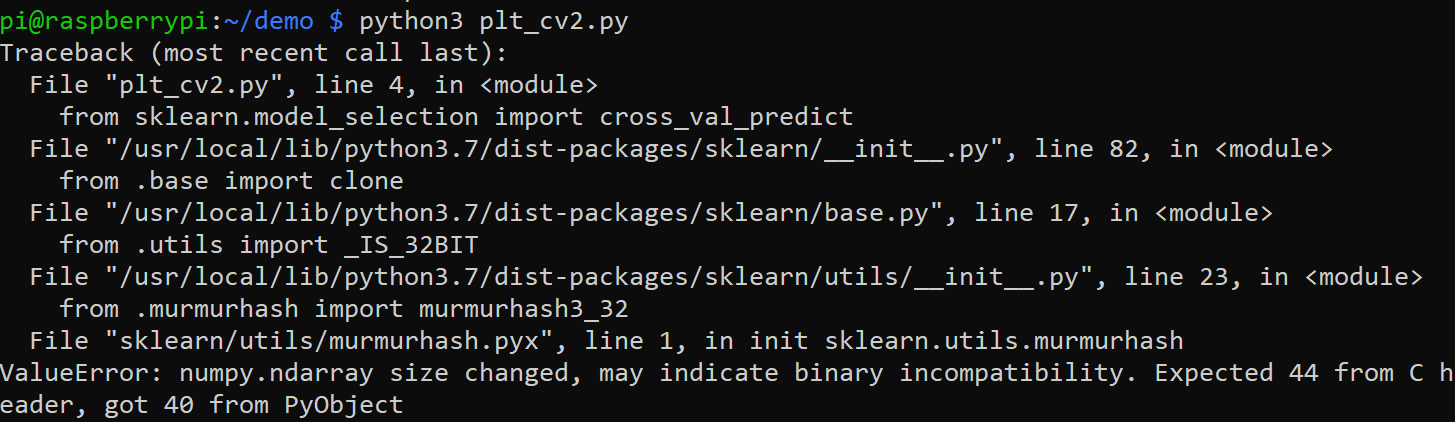 pi@raspberrypi:~/demo $ python3 plt_cv2.py
Traceback (most recent call last):
  File "plt_cv2.py", line 4, in <module>
    from sklearn.model_selection import cross_val_predict
  File "/usr/local/lib/python3.7/dist-packages/sklearn/__init__.py", line 82, in <module>
    from .base import clone
  File "/usr/local/lib/python3.7/dist-packages/sklearn/base.py", line 17, in <module>
    from .utils import _IS_32BIT
  File "/usr/local/lib/python3.7/dist-packages/sklearn/utils/__init__.py", line 23, in <module>
    from .murmurhash import murmurhash3_32
  File "sklearn/utils/murmurhash.pyx", line 1, in init sklearn.utils.murmurhash
ValueError: numpy.ndarray size changed, may indicate binary incompatibility. Expected 44 from C h
eader, got 40 from PyObject